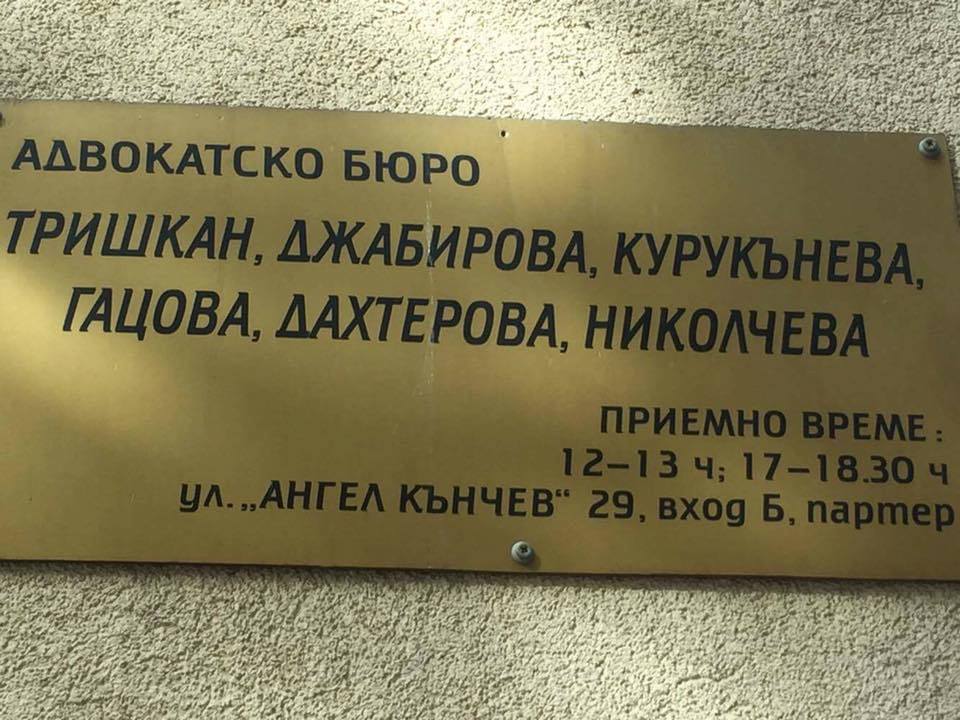 АДВОКАТСКО БЮРО
ТРИШКАН, ДЖАБИРОВА, КУРУКЪНЕВА,
ГАЦОВА, ДАХТЕРОВА, НИКОЛЧЕВА
ПРИЕМНО ВРЕМЕ:
12–13 ч; 17–18.30 ч
ул. „АНГЕЛ КЪНЧЕВ“ 29, вход Б, партер